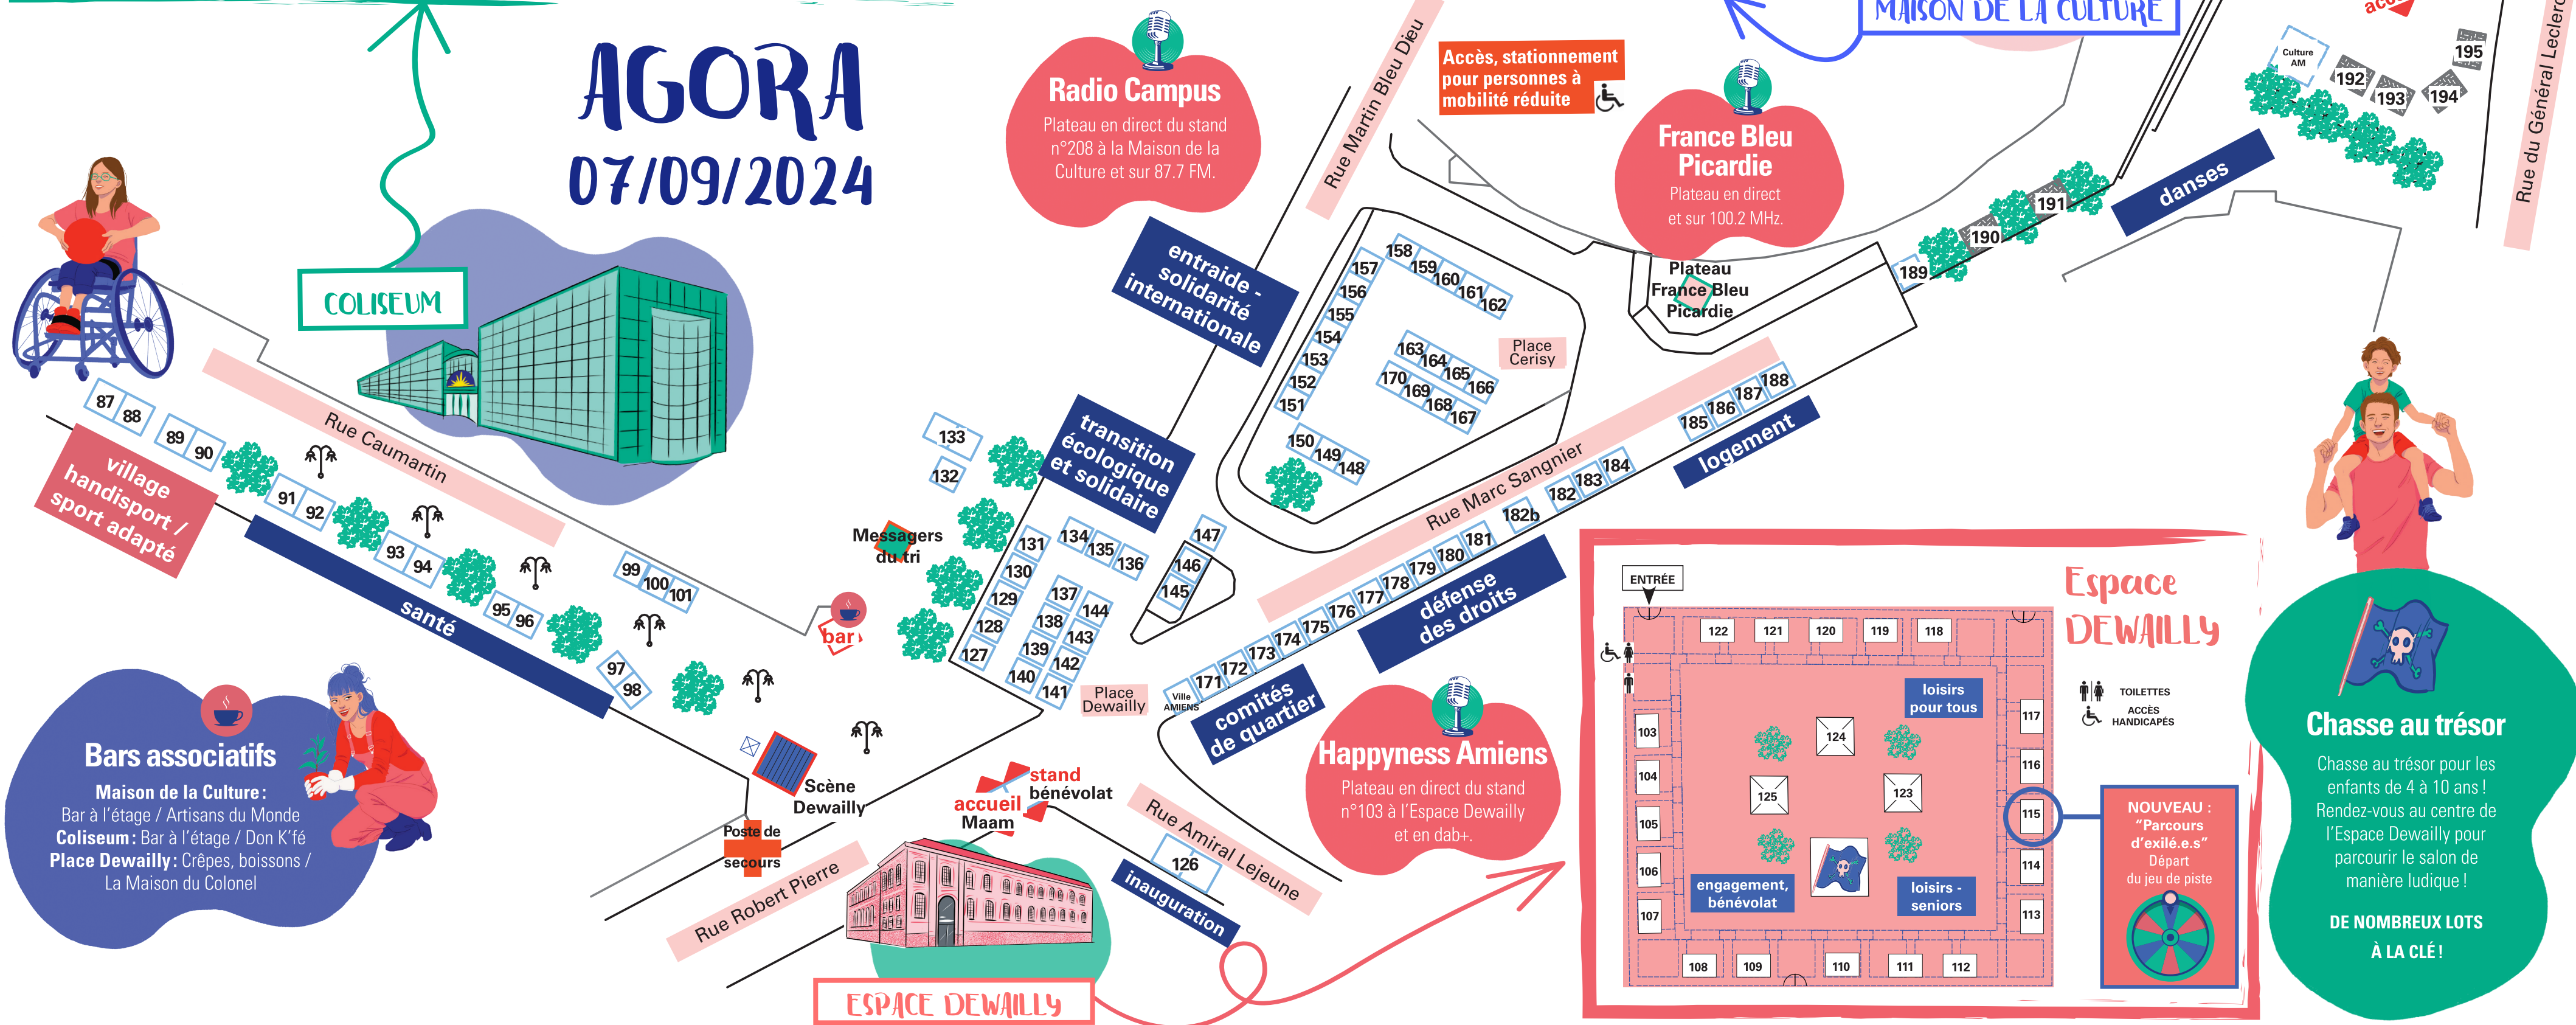 AGORA
07/09/2024
MAISON DE LA CULTURE
Radio Campus
Plateau en direct du stand
n°208 à la Maison de la
Culture et sur 87.7 FM.
Rue Martin Bleu Dieu
Accès, stationnement
pour personnes à
mobilité réduite
France Bleu
Picardie
Plateau en direct
et sur 100.2 MHz.
Culture
AM
192
193
194
195
Rue du Général Leclerc
danses
191
190
189
Plateau
France Bleu
Picardie
COLISEUM
entraide -
solidarité
internationale
158
159
160
161
162
157
156
155
154
153
152
151
150
149
148
163
164
165
166
170
169
168
167
Place
Cerisy
Rue Marc Sangnier
188
187
186
185
logement
184
183
182
182b
181
180
179
178
177
176
175
174
173
172
171
Ville
AMIENS
défense
des droits
comités
de quartier
87
88
89
90
91
92
93
94
95
96
97
98
99
100
101
Rue Caumartin
village
handisport /
sport adapté
santé
133
132
Messagers
du tri
bar
transition
écologique
et solidaire
131
130
129
128
127
134
135
136
137
138
139
140
141
142
143
144
147
146
145
Place
Dewailly
Scène
Dewailly
Poste de
secours
accueil
Maam
stand
bénévolat
Rue Amiral Lejeune
126
inauguration
Rue Robert Pierre
ESPACE DEWAILLY
Bars associatifs
Maison de la Culture :
Bar à l'étage / Artisans du Monde
Coliseum : Bar à l'étage / Don K'fé
Place Dewailly : Crêpes, boissons /
La Maison du Colonel
Happyness Amiens
Plateau en direct du stand
n°103 à l'Espace Dewailly
et en dab+.
Espace
DEWAILLY
ENTRÉE
122
121
120
119
118
103
104
105
106
107
108
109
110
111
112
113
114
115
116
117
loisirs
pour tous
124
125
123
engagement,
bénévolat
loisirs -
seniors
TOILETTES
ACCÈS
HANDICAPÉS
NOUVEAU :
"Parcours
d'exilé.e.s"
Départ
du jeu de piste
Chasse au trésor
Chasse au trésor pour les
enfants de 4 à 10 ans !
Rendez-vous au centre de
l'Espace Dewailly pour
parcourir le salon de
manière ludique !
DE NOMBREUX LOTS
À LA CLÉ !